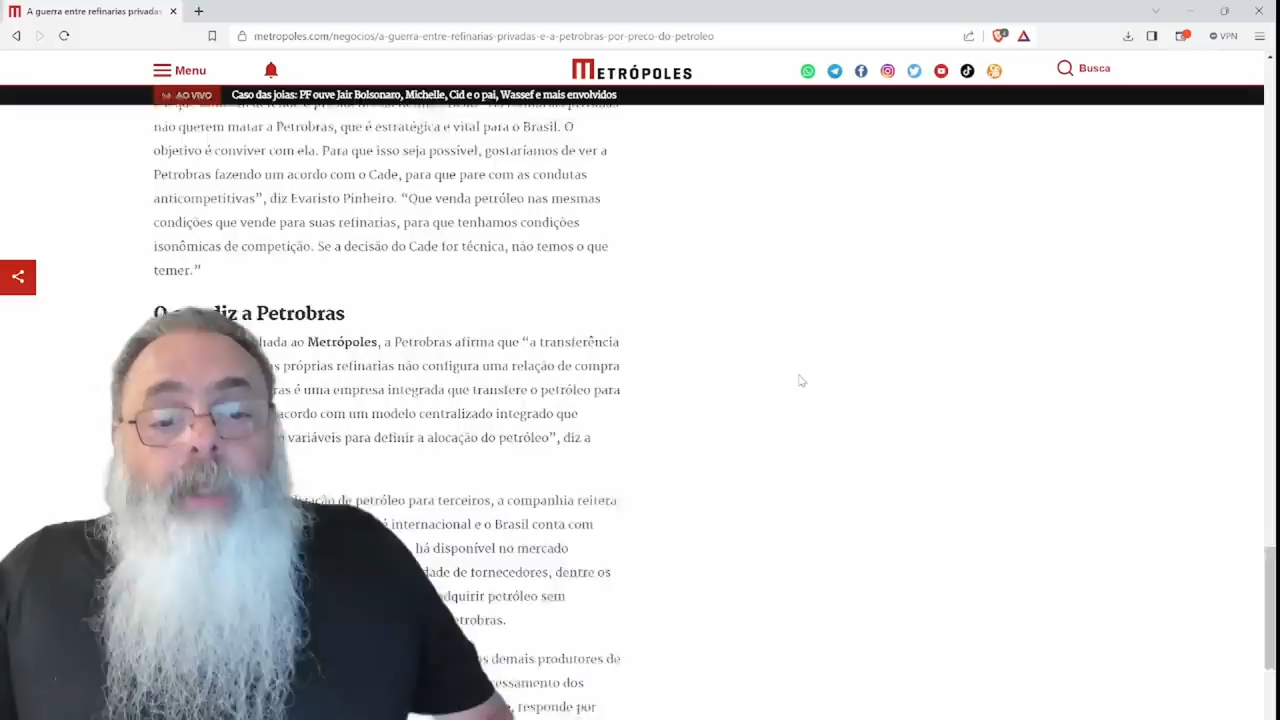 A guerra entre refinarias privadas
metropoles.com/negocios/a-guerra-entre-refinarias-privadas-e-a-petrobras-por-preco-do-petroleo
4
VPN
Menu
METRÓPOLES
Busca
AO VIVO
Caso das joias: PF ouve Jair Bolsonaro, Michelle, Cid e o pai, Wassef e mais envolvidos
não querem matar a Petrobras, que é estratégica e vital para o Brasil. O
objetivo é conviver com ela. Para que isso seja possível, gostaríamos de ver a
Petrobras fazendo um acordo com o Cade, para que pare com as condutas
anticompetitivas”, diz Evaristo Pinheiro. “Que venda petróleo nas mesmas
condições que vende para suas refinarias, para que tenhamos condições
isonômicas de competição. Se a decisão do Cade for técnica, não temos o que
temer.”
O diz a Petrobras
ao Metrópoles, a Petrobras afirma que “a transferência
próprias refinarias não configura uma relação de compra
é uma empresa integrada que transfere o petróleo para
acordo com um modelo centralizado integrado que
variáveis para definir a alocação do petróleo”, diz a
de petróleo para terceiros, a companhia reitera
é internacional e o Brasil conta com
há disponível no mercado
de fornecedores, dentre os
adquirir petróleo sem
demais produtores de
dos
responde por